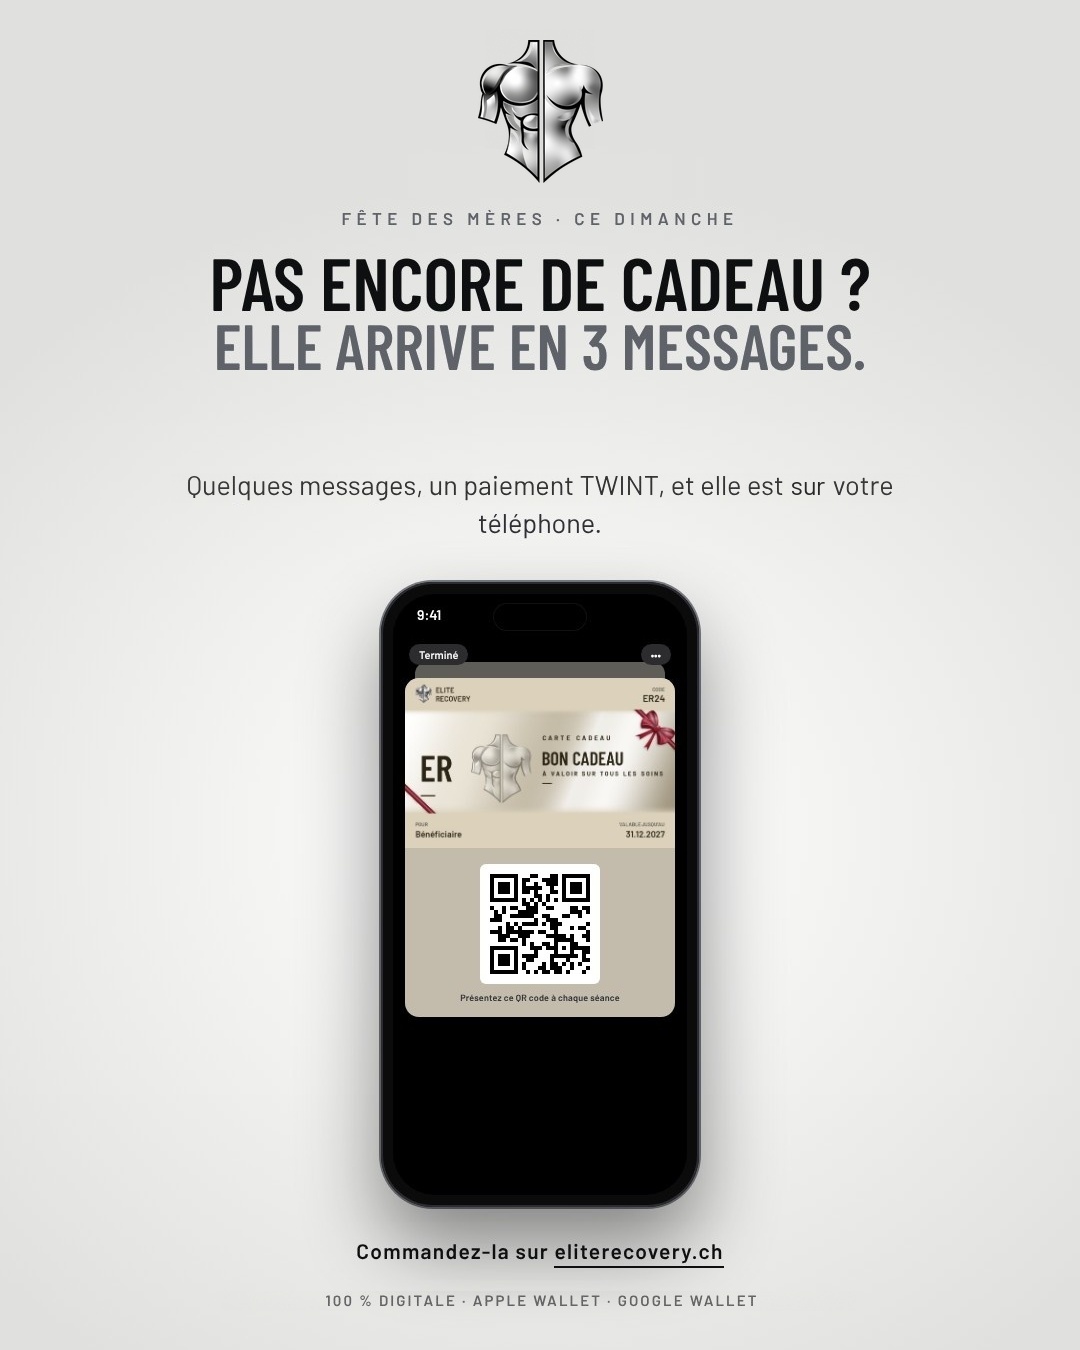 FÊTE DES MÈRES · CE DIMANCHE
PAS ENCORE DE CADEAU ?
ELLE ARRIVE EN 3 MESSAGES.
Quelques messages, un paiement TWINT, et elle est sur votre
téléphone.
9:41
Terminé
ELITE
RECOVERY
CODE
ER24
CARTE CADEAU
ER
BON CADEAU
À VALOIR SUR TOUS LES SOINS
POUR
Bénéficiaire
VALABLE JUSQU'AU
31.12.2027
Présentez ce QR code à chaque séance
Commandez-la sur eliterecovery.ch
100 % DIGITALE · APPLE WALLET · GOOGLE WALLET